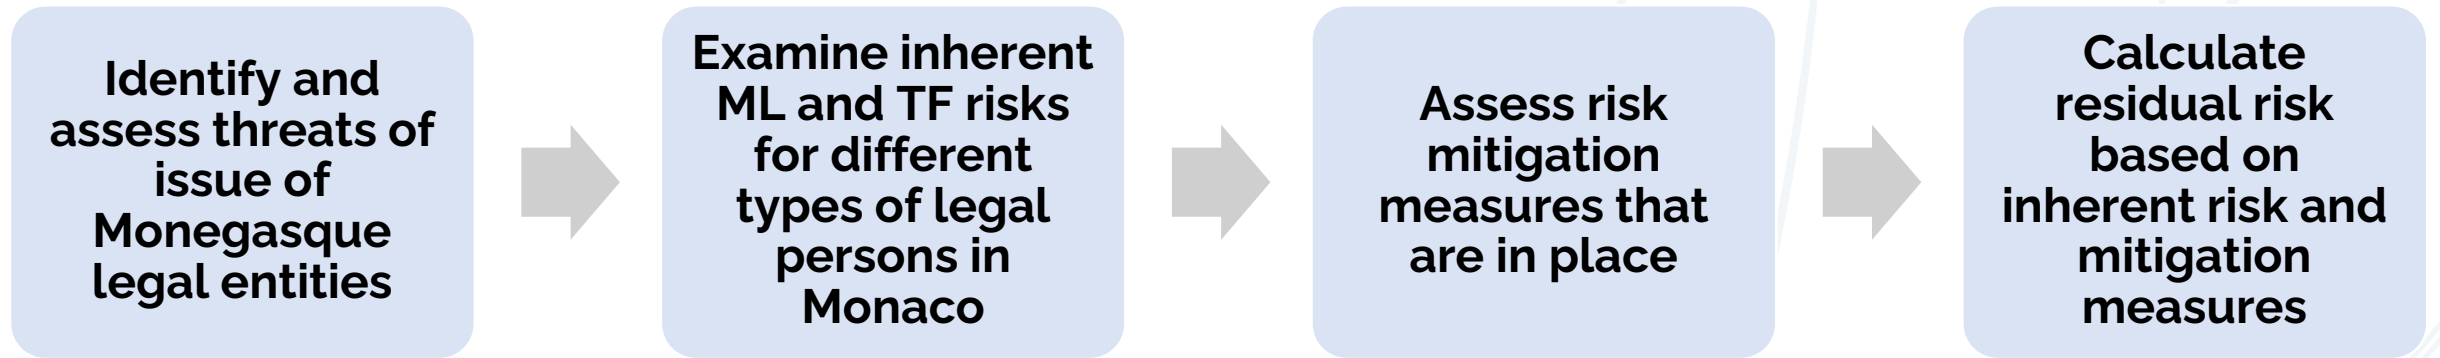 Identify and
assess threats of
issue of
Monegasque
legal entities
Examine inherent
ML and TF risks
for different
types of legal
persons in
Monaco
Assess risk
mitigation
measures that
are in place
Calculate
residual risk
based on
inherent risk and
mitigation
measures